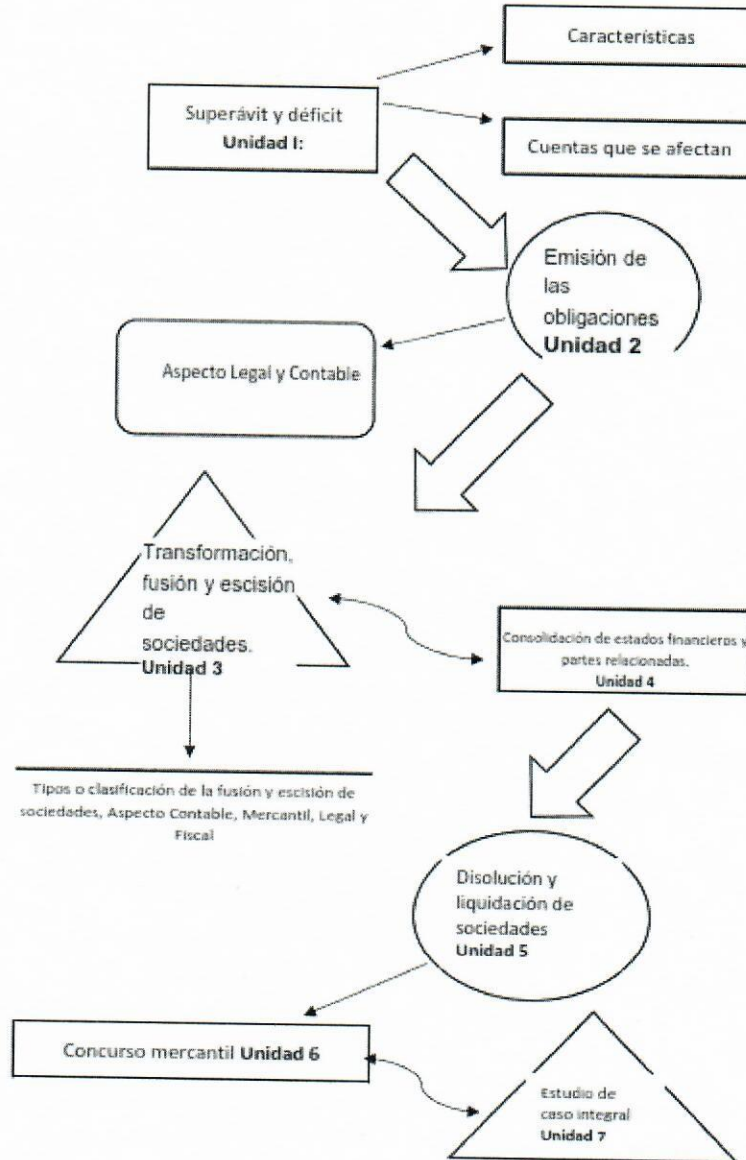 Características
Superávit y déficit
Unidad I:
Cuentas que se afectan
Emisión de
las
obligaciones
Unidad 2
Aspecto Legal y Contable
Transformación,
fusión y escisión
de
sociedades.
Unidad 3
Consolidación de estados financieros y
partes relacionadas.
Unidad 4
Tipos o clasificación de la fusión y escisión de
sociedades, Aspecto Contable, Mercantil, Legal y
Fiscal
Disolución y
liquidación de
sociedades
Unidad 5
Concurso mercantil Unidad 6
Estudio de
caso integral
Unidad 7